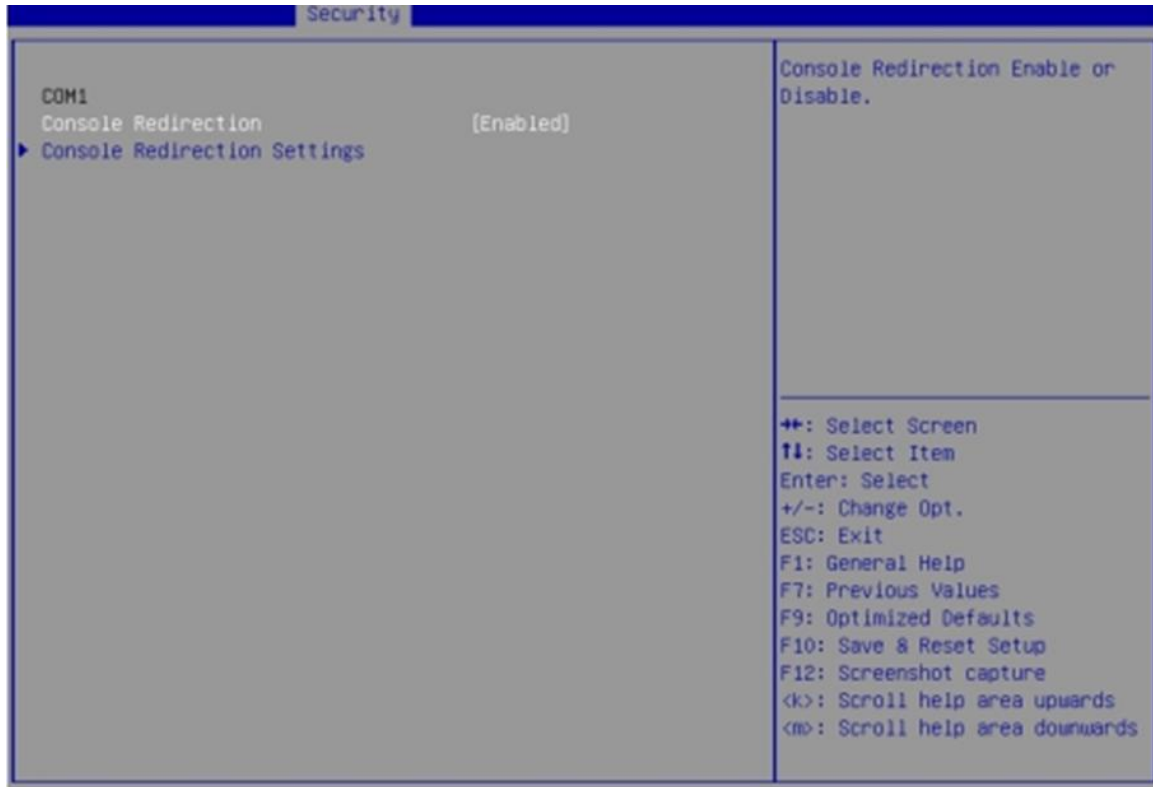 Security
COM1
Console Redirection [Enabled]
Console Redirection Settings
Console Redirection Enable or
Disable.
→←: Select Screen
↑↓: Select Item
Enter: Select
+/-: Change Opt.
ESC: Exit
F1: General Help
F7: Previous Values
F9: Optimized Defaults
F10: Save & Reset Setup
F12: Screenshot capture
<k>: Scroll help area upwards
<m>: Scroll help area downwards